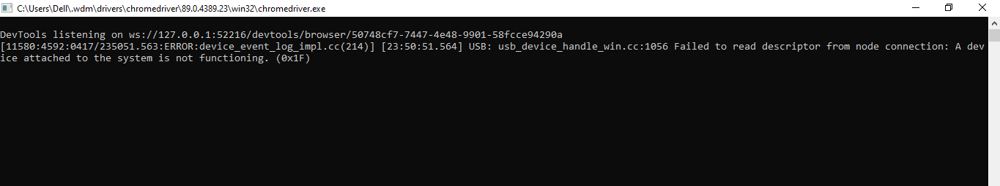 C:\Users\Dell\.wdm\drivers\chromedriver\89.0.4389.23\win32\chromedriver.exe
DevTools listening on ws://127.0.0.1:52216/devtools/browser/50748cf7-7447-4e48-9901-58fcce94290a
[11580:4592:0417/235051.563:ERROR:device_event_log_impl.cc(214)] [23:50:51.564] USB: usb_device_handle_win.cc:1056 Failed to read descriptor from node connection: A dev
ice attached to the system is not functioning. (0x1F)